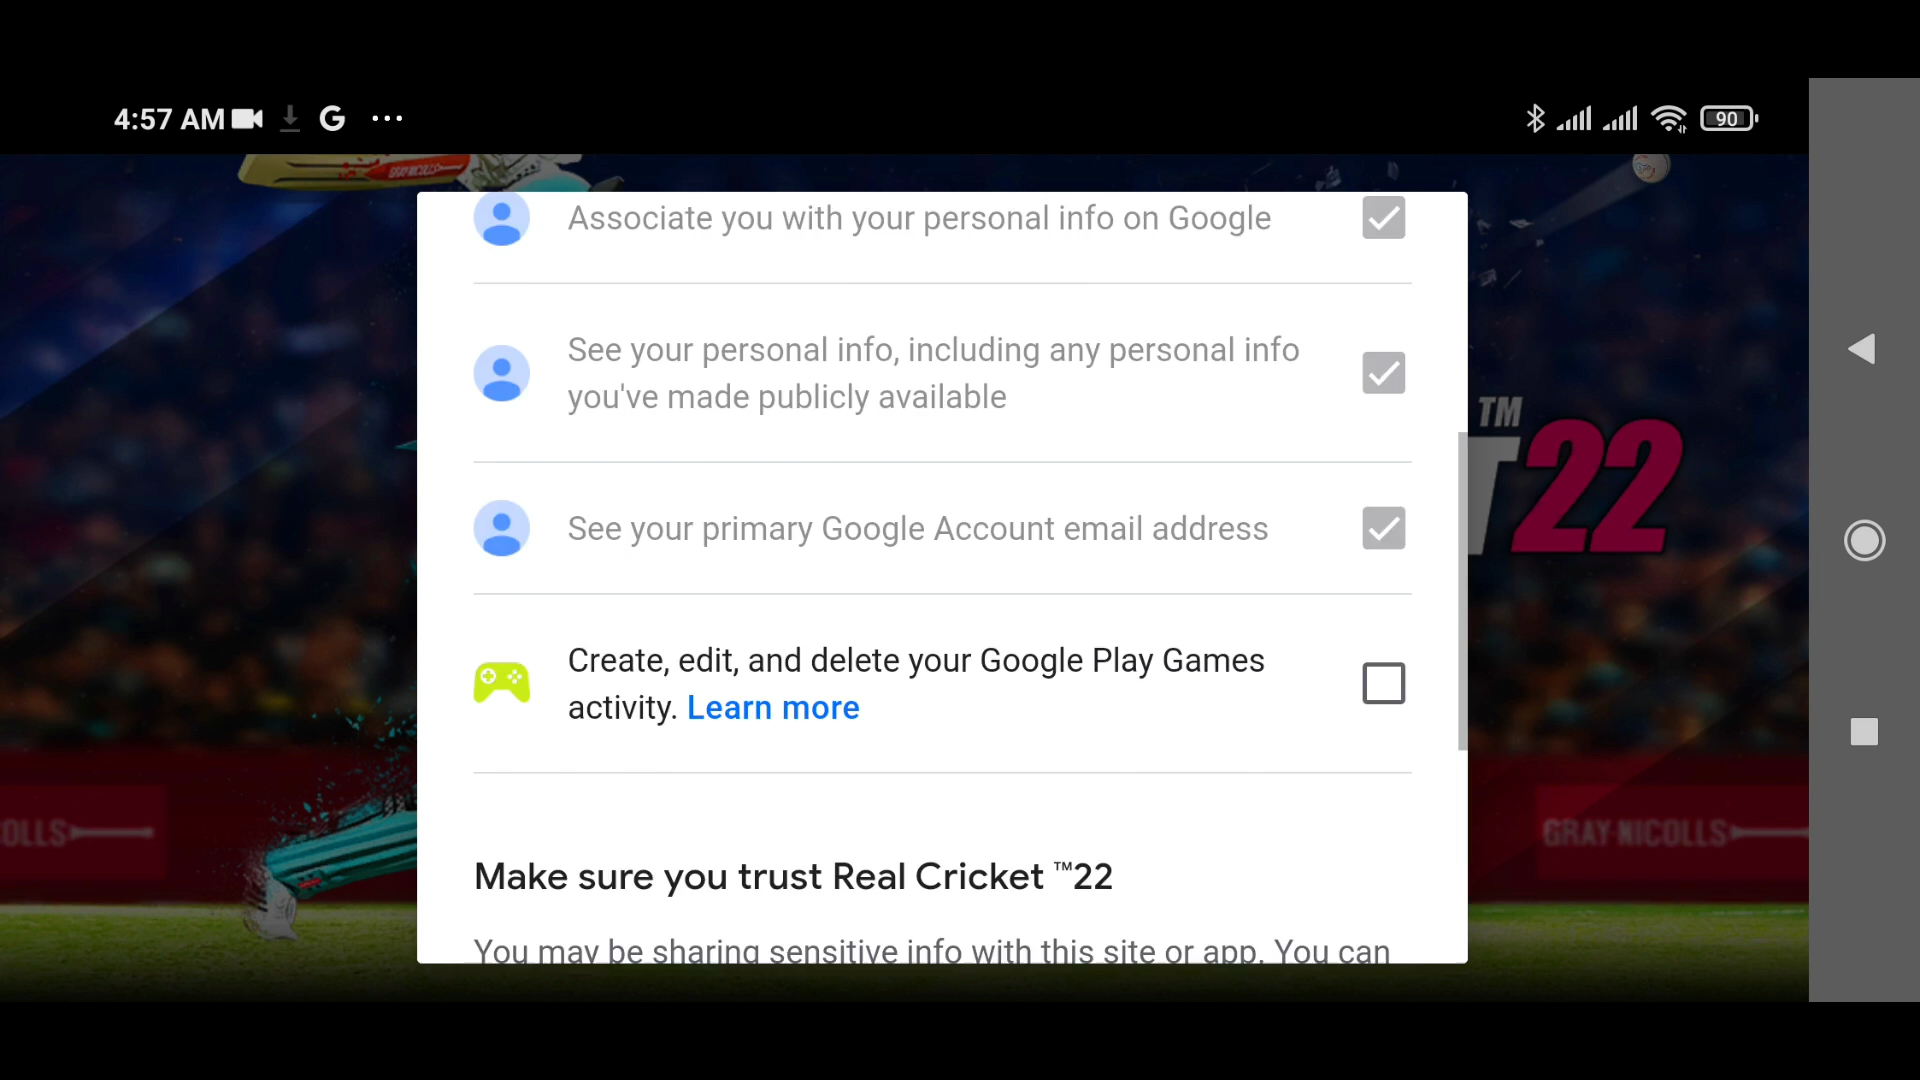 4:57 AM
90
GRAY-NICOLLS
Associate you with your personal info on Google
See your personal info, including any personal info
you've made publicly available
TM
T22
See your primary Google Account email address
Create, edit, and delete your Google Play Games
activity. Learn more
OLLS
GRAY-NICOLLS
Make sure you trust Real Cricket ™22
You may be sharing sensitive info with this site or app. You can